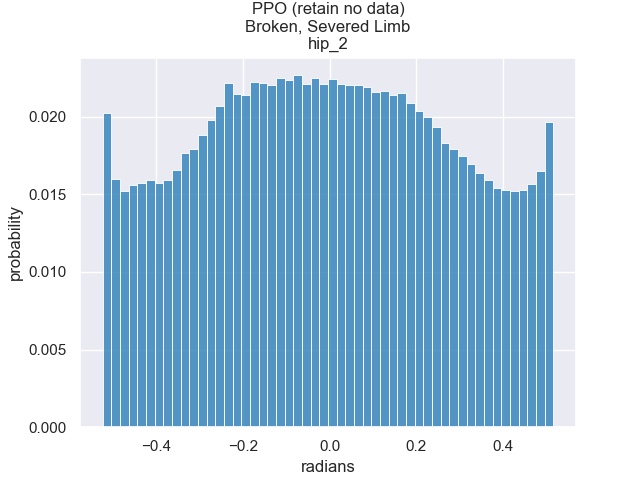 PPO (retain no data)
Broken, Severed Limb
hip_2
0.020
0.015
0.010
0.005
0.000
probability
−0.4 −0.2 0.0 0.2 0.4
radians